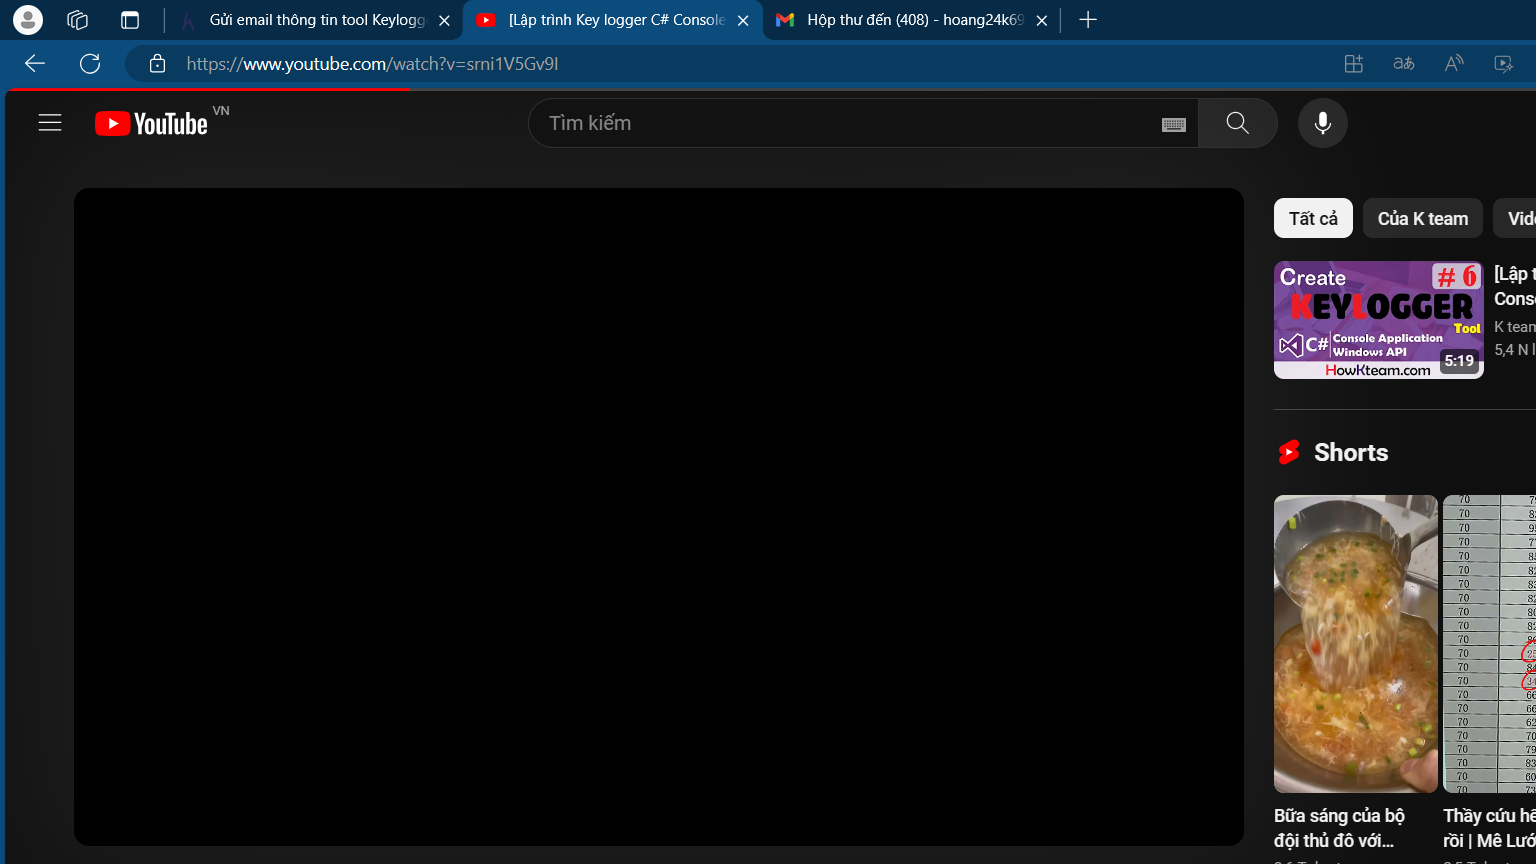 Gửi email thông tin tool Keylogg
[Lập trình Key logger C# Console
Hộp thư đến (408) - hoang24k69
https://www.youtube.com/watch?v=srni1V5Gv9I
YouTube VN
Tìm kiếm
Tất cả
Của K team
Vid
Create # 6
KEYLOGGER
Tool
C# Console Application
Windows API
5:19
HowKteam.com
[Lập t
Conso
K team
5,4 N l
Shorts
Bữa sáng của bộ
đội thủ đô với...
Thầy cứu hế
rồi | Mê Lướ